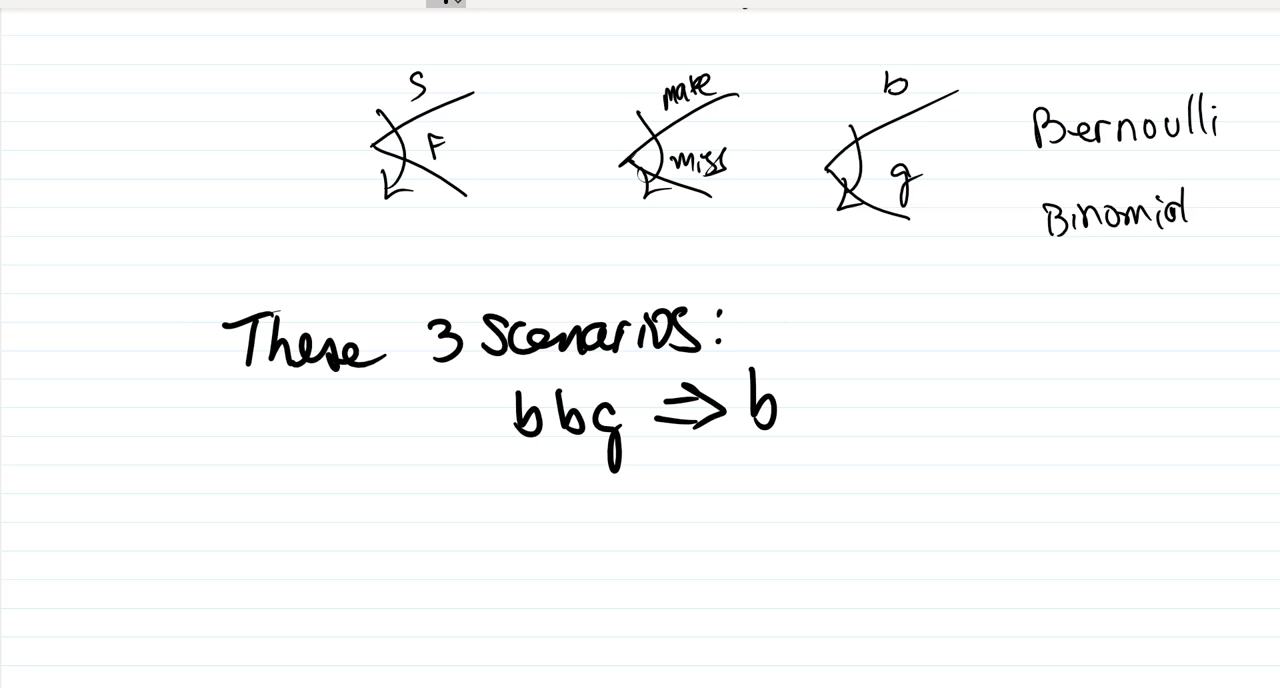 S
F
make
miss
b
g
Bernoulli
Binomial
These 3 scenarios:
bbg ⇒ b